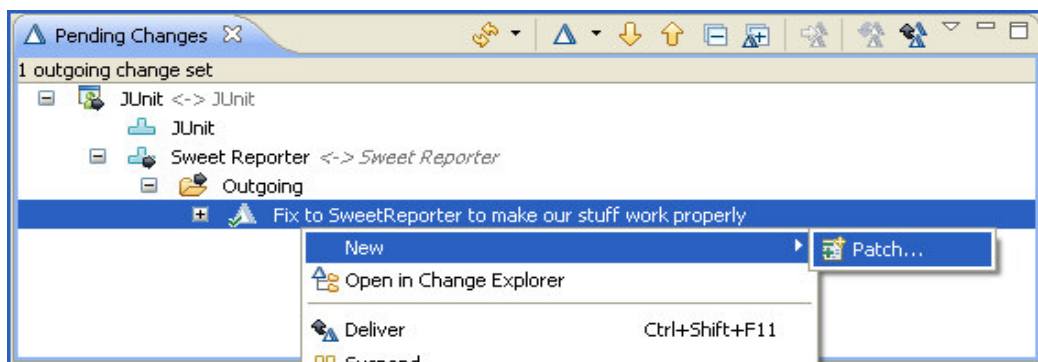 Pending Changes
1 outgoing change set
JUnit <-> JUnit
JUnit
Sweet Reporter <-> Sweet Reporter
Outgoing
Fix to SweetReporter to make our stuff work properly
New
Patch...
Open in Change Explorer
Deliver Ctrl+Shift+F11
Suspend